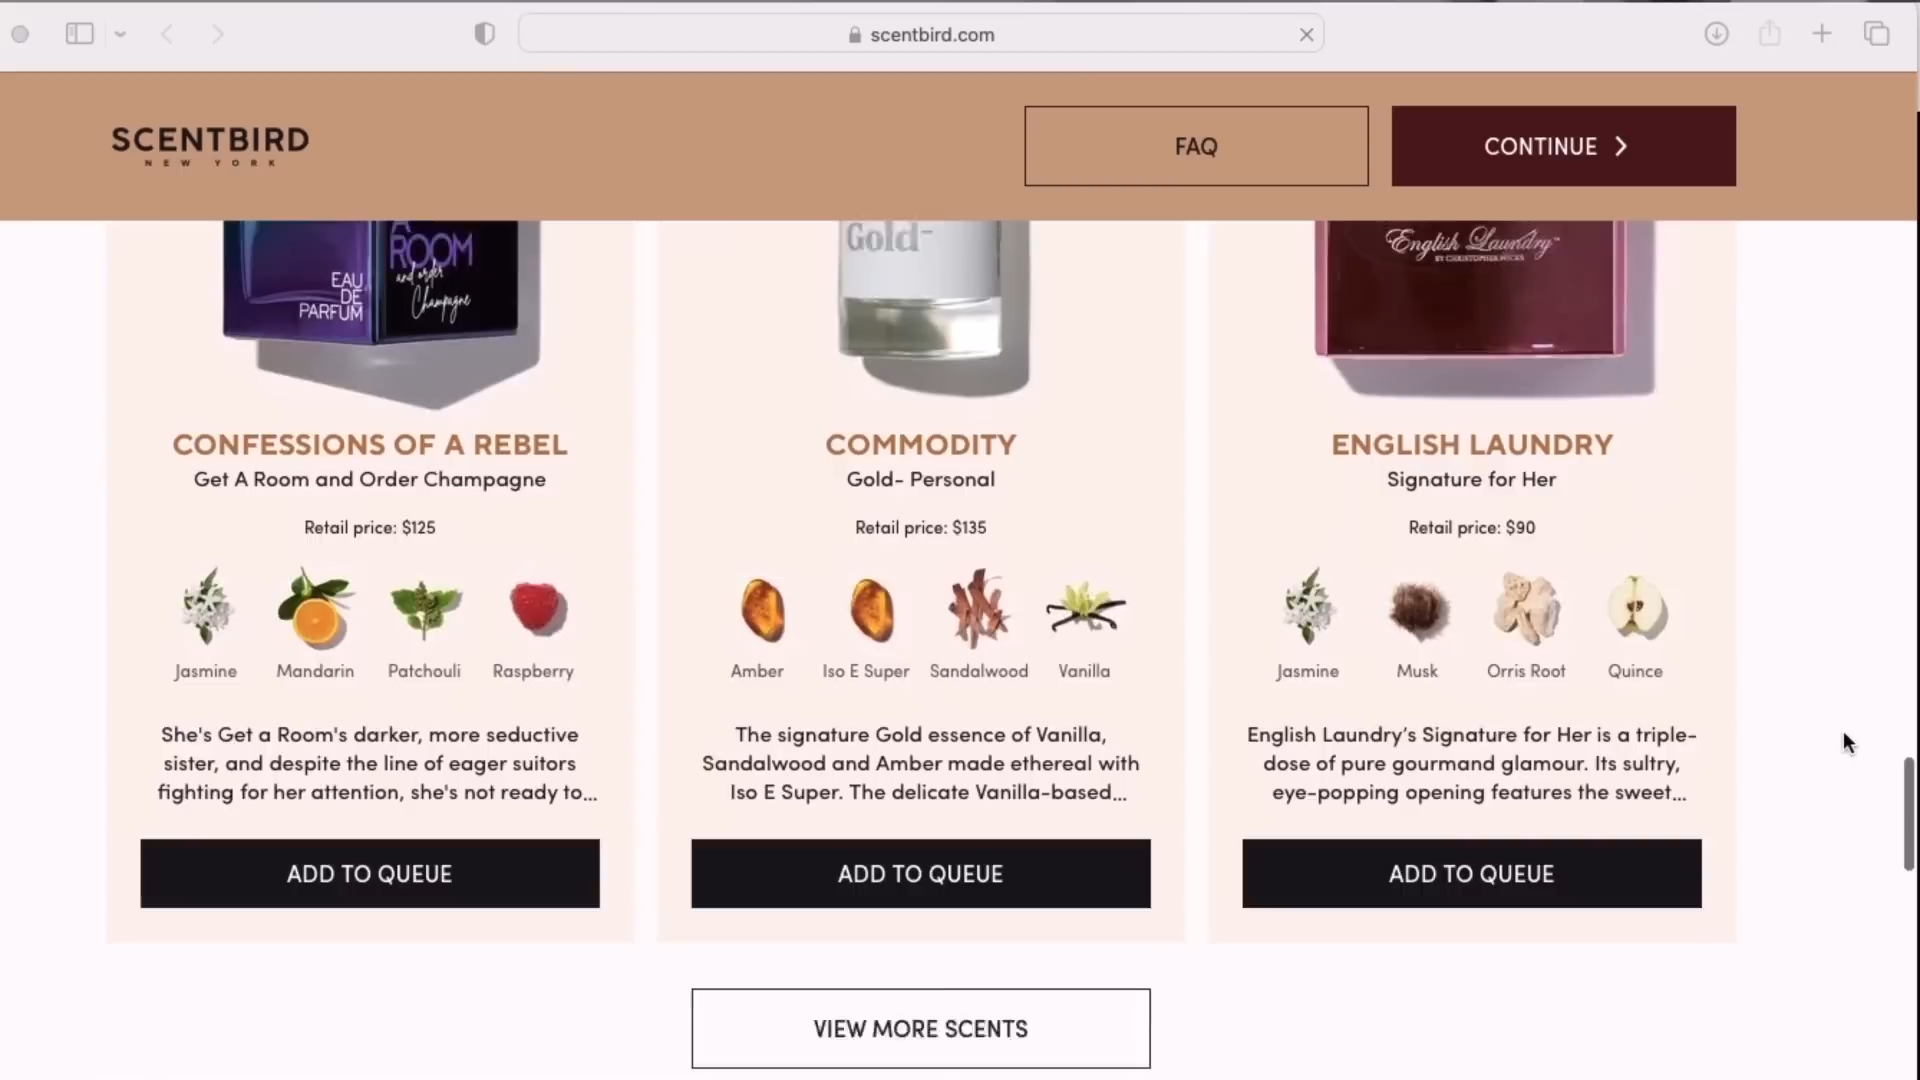 scentbird.com
SCENTBIRD
NEW YORK
FAQ
CONTINUE
ROOM
and order
Champagne
EAU
DE
PARFUM
Gold-
English Laundry™
BY CHRISTOPHER WICKS
CONFESSIONS OF A REBEL
Get A Room and Order Champagne
Retail price: $125
Jasmine
Mandarin
Patchouli
Raspberry
She's Get a Room's darker, more seductive
sister, and despite the line of eager suitors
fighting for her attention, she's not ready to...
ADD TO QUEUE
COMMODITY
Gold- Personal
Retail price: $135
Amber
Iso E Super
Sandalwood
Vanilla
The signature Gold essence of Vanilla,
Sandalwood and Amber made ethereal with
Iso E Super. The delicate Vanilla-based...
ADD TO QUEUE
ENGLISH LAUNDRY
Signature for Her
Retail price: $90
Jasmine
Musk
Orris Root
Quince
English Laundry’s Signature for Her is a triple-
dose of pure gourmand glamour. Its sultry,
eye-popping opening features the sweet...
ADD TO QUEUE
VIEW MORE SCENTS